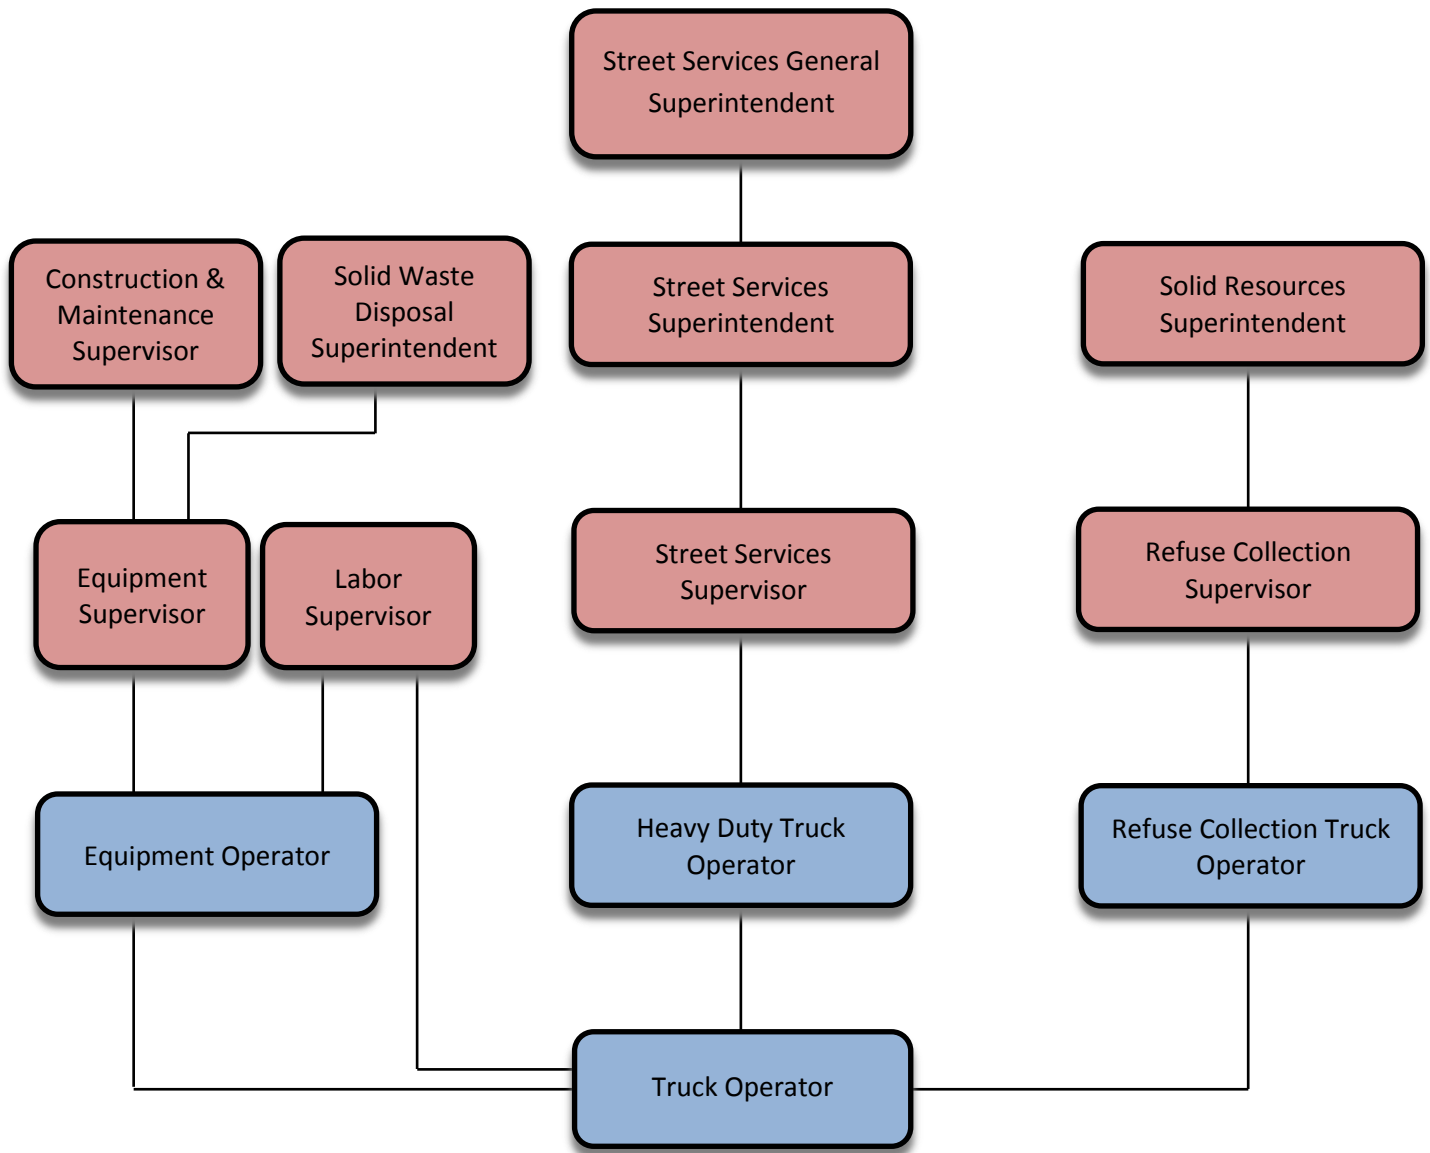 Street Services General
Superintendent
Construction &
Maintenance
Supervisor
Solid Waste
Disposal
Superintendent
Street Services
Superintendent
Solid Resources
Superintendent
Equipment
Supervisor
Labor
Supervisor
Street Services
Supervisor
Refuse Collection
Supervisor
Equipment Operator
Heavy Duty Truck
Operator
Refuse Collection Truck
Operator
Truck Operator